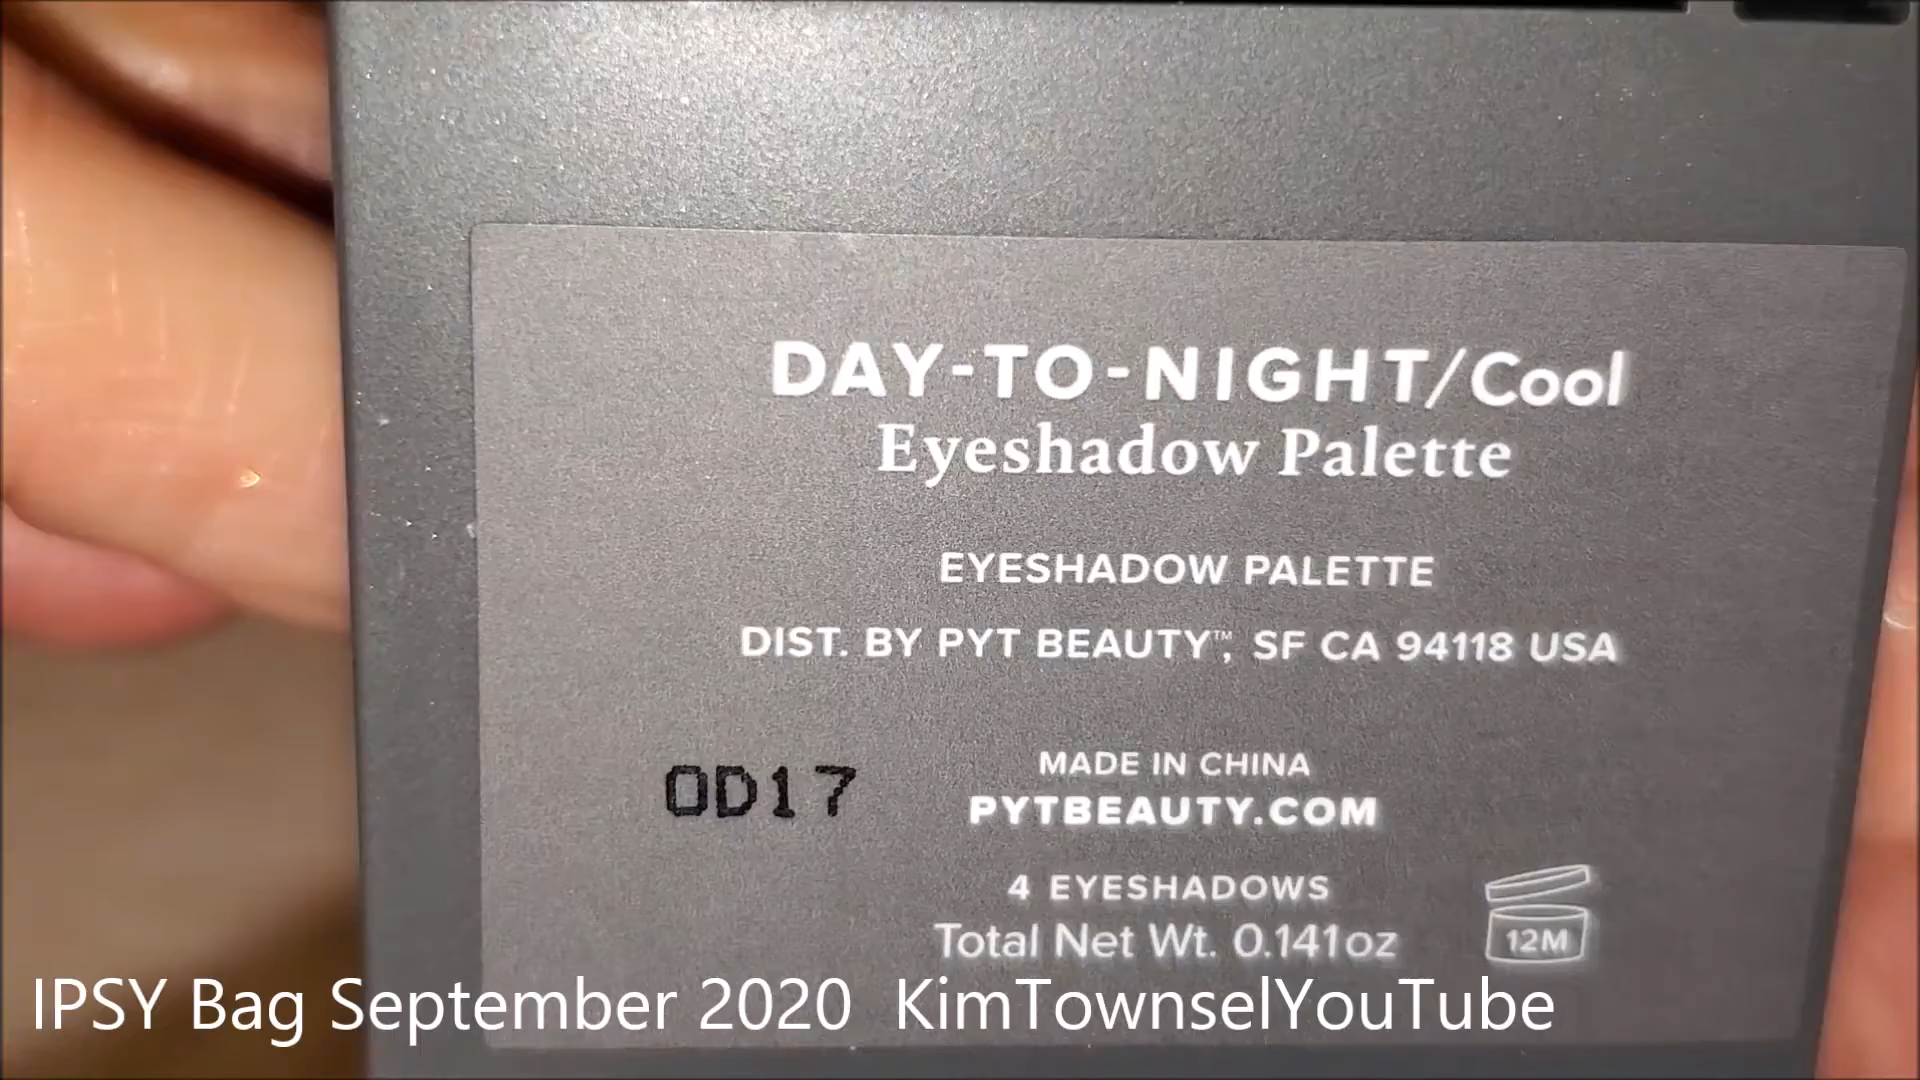 DAY-TO-NIGHT/Cool
Eyeshadow Palette
EYESHADOW PALETTE
DIST. BY PYT BEAUTY™, SF CA 94118 USA
0D17
MADE IN CHINA
PYTBEAUTY.COM
4 EYESHADOWS
Total Net Wt. 0.141oz
12M
IPSY Bag September 2020 KimTownselYouTube